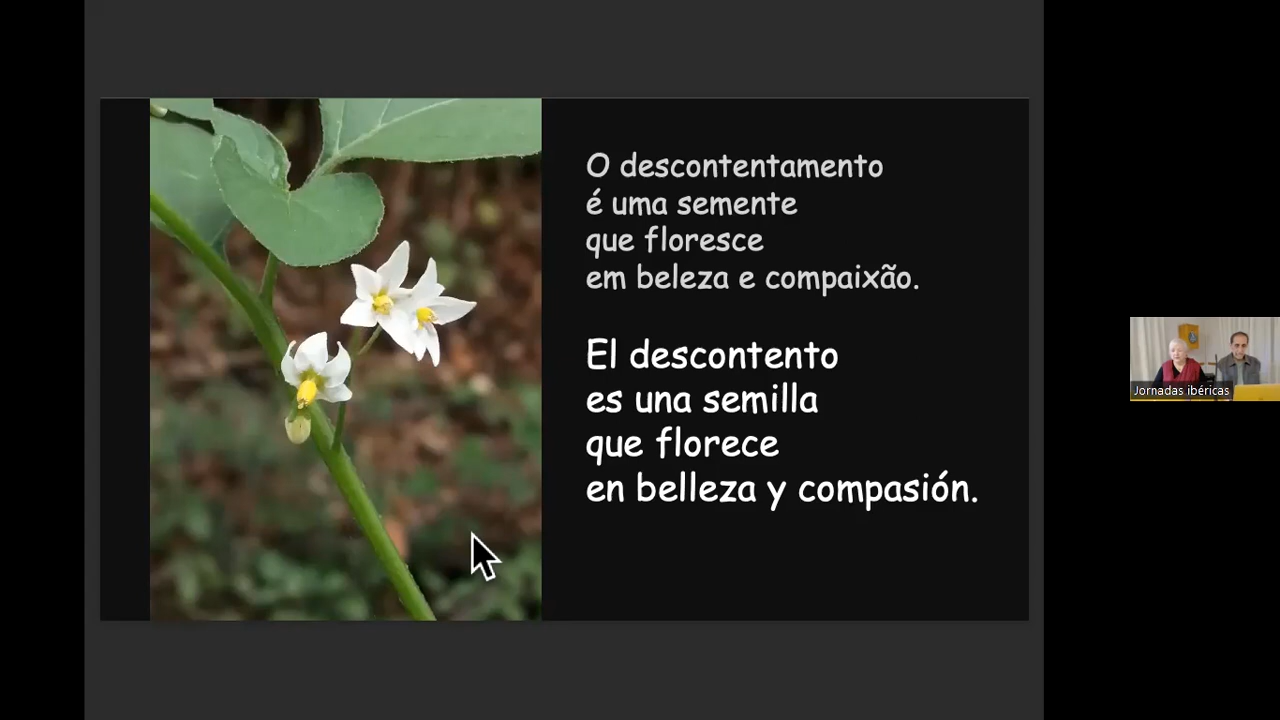 O descontentamento
é uma semente
que floresce
em beleza e compaixão.
El descontento
es una semilla
que florece
en belleza y compasión.
Jornadas ibéricas